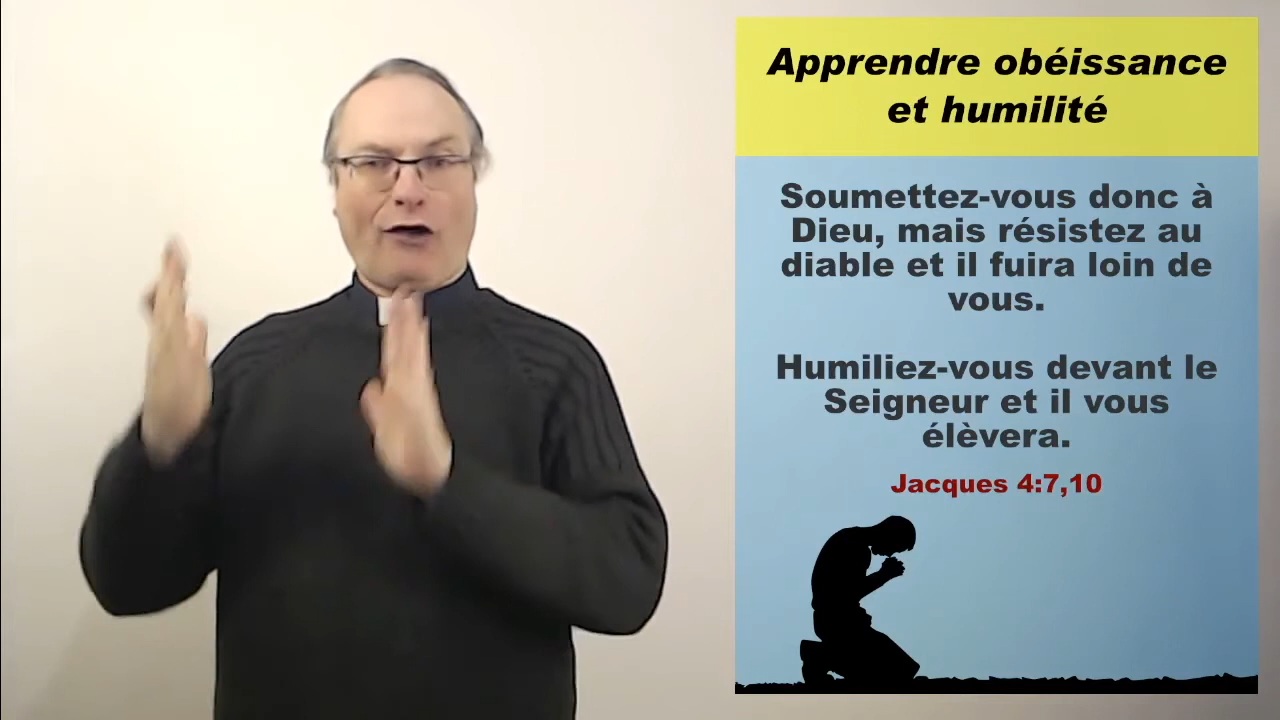 Apprendre obéissance
et humilité
Soumettez-vous donc à
Dieu, mais résistez au
diable et il fuira loin de
vous.
Humiliez-vous devant le
Seigneur et il vous
élèvera.
Jacques 4:7,10